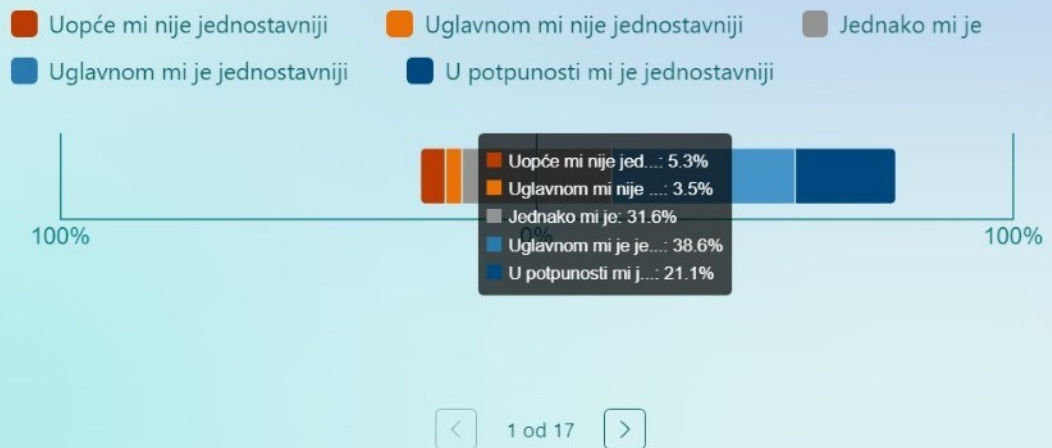 Uopće mi nije jednostavniji Uglavnom mi nije jednostavniji Jednako mi je
Uglavnom mi je jednostavniji U potpunosti mi je jednostavniji
Uopće mi nije jed...: 5.3%
Uglavnom mi nije ...: 3.5%
Jednako mi je: 31.6%
100% 0% 100%
Uglavnom mi je je...: 38.6%
U potpunosti mi j...: 21.1%
1 od 17